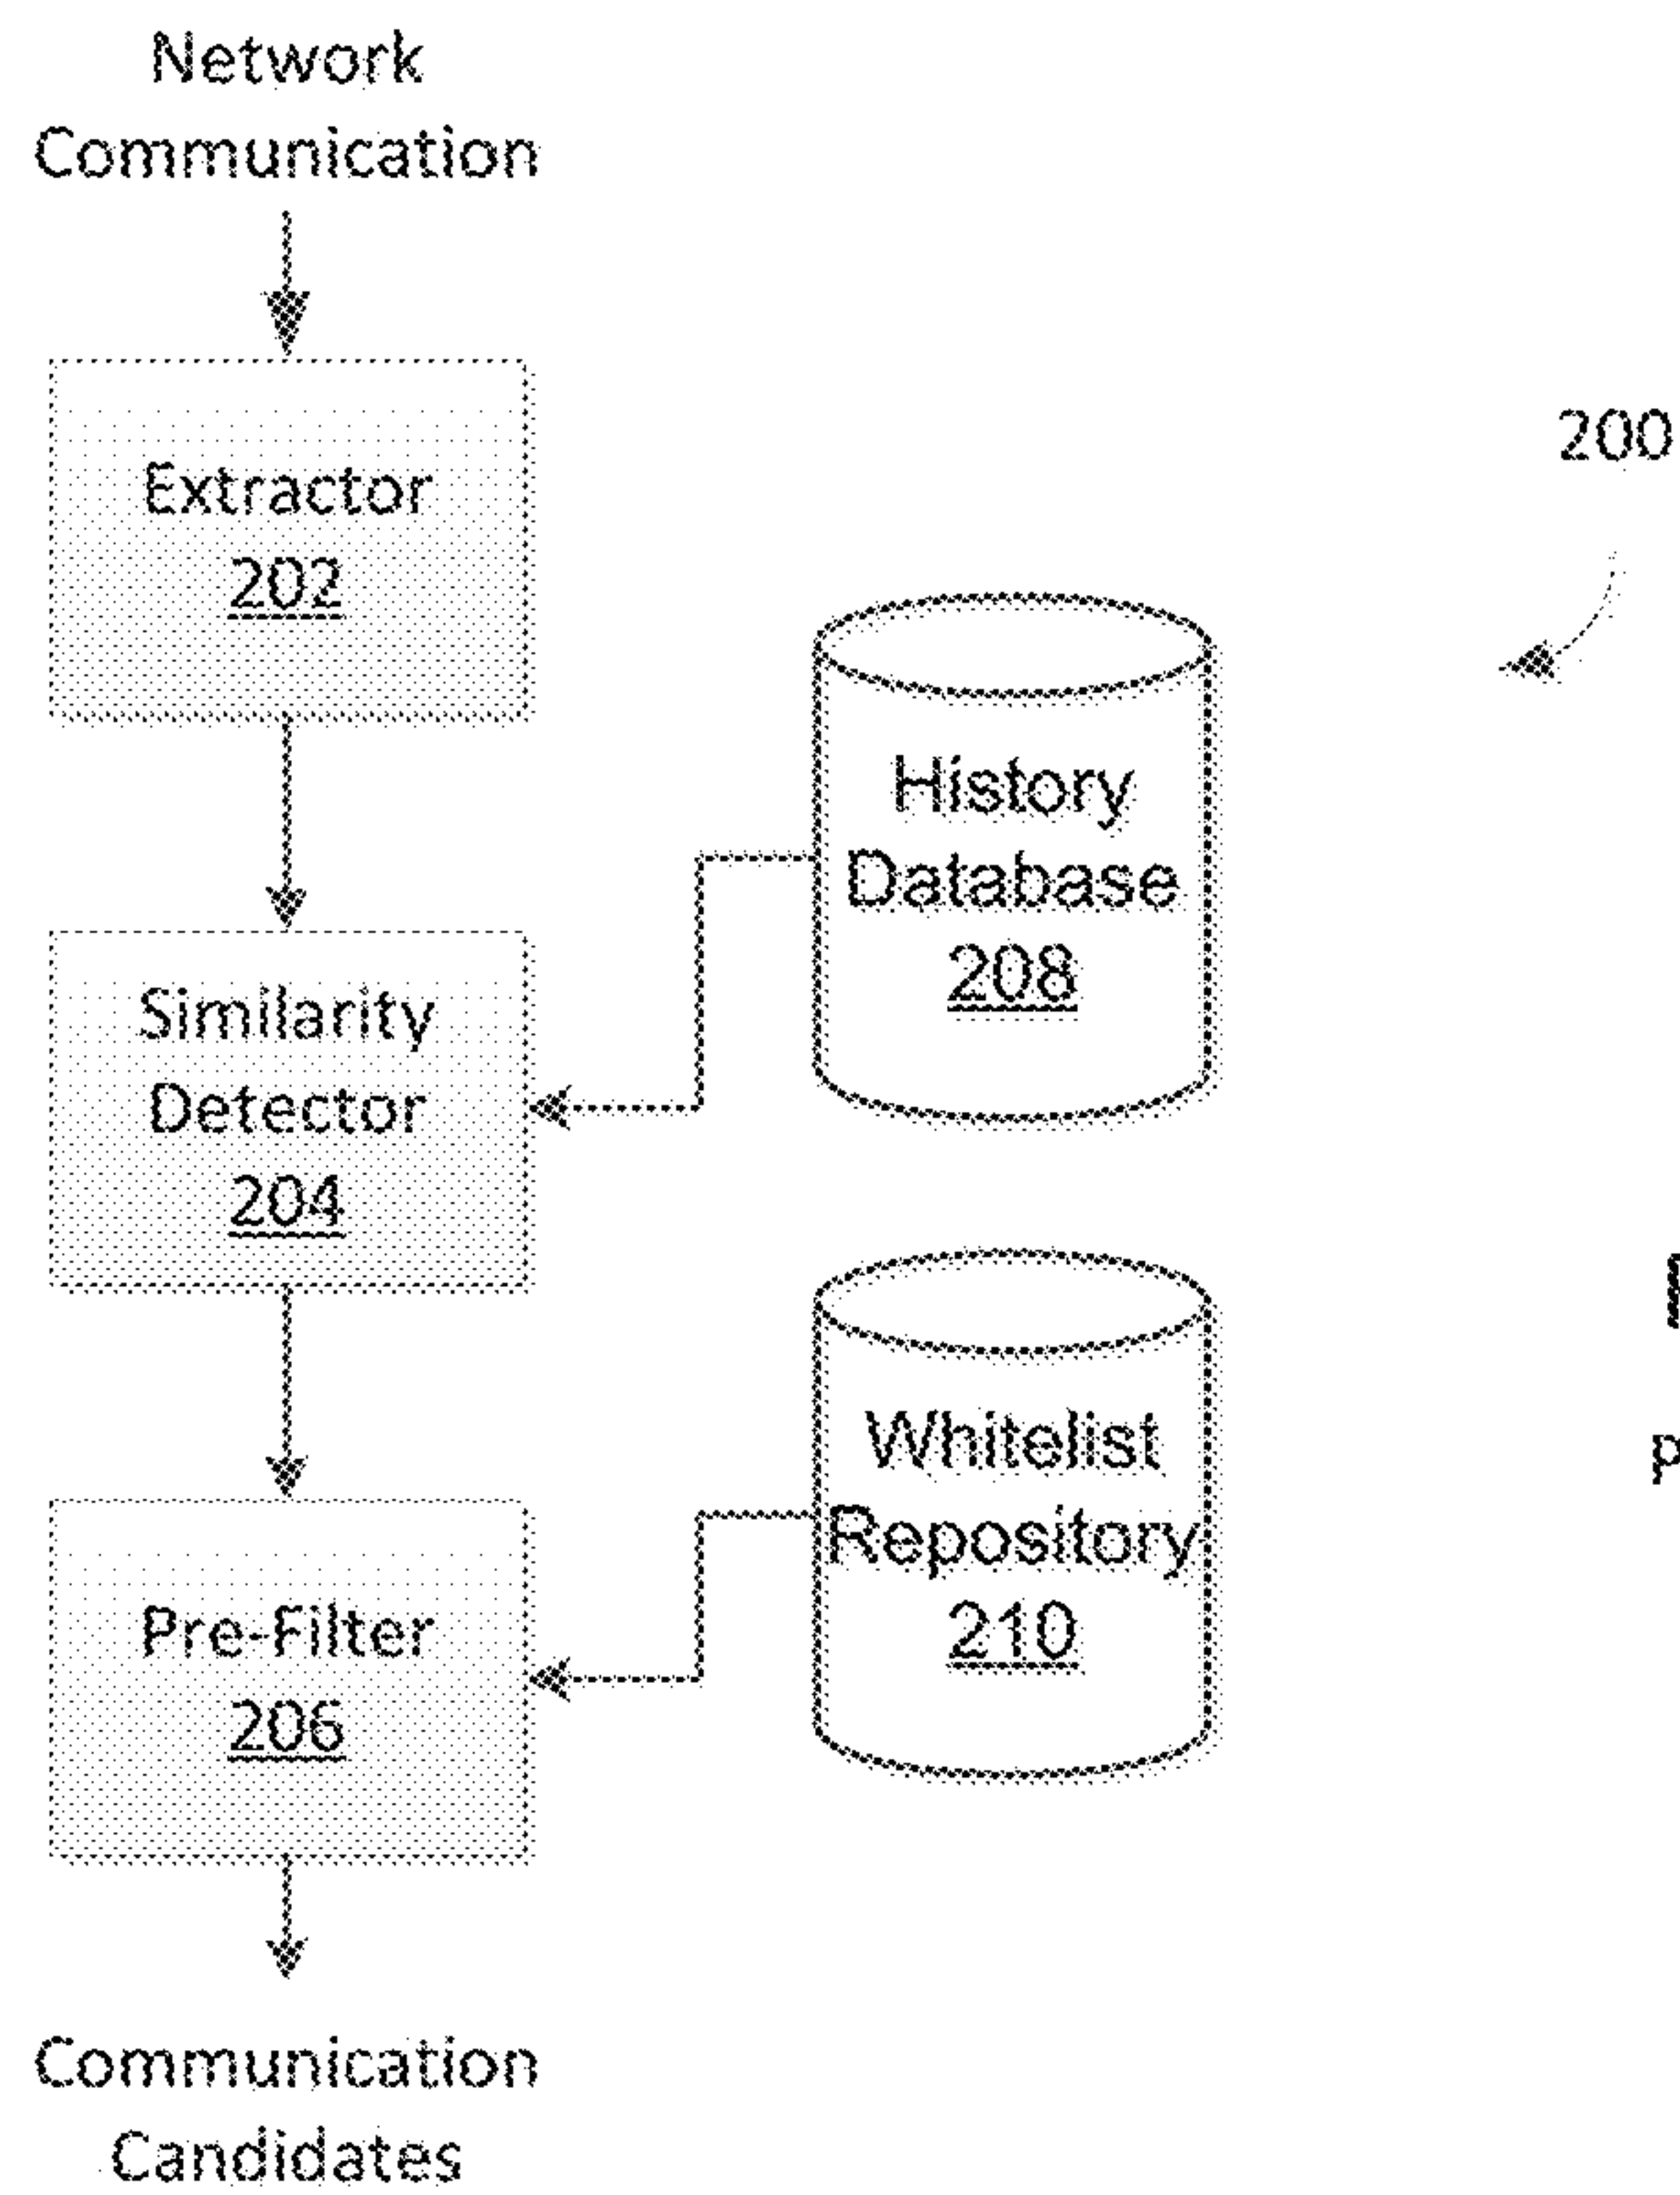 Network
Communication
Extractor
202
200
History
Database
208
Similarity
Detector
204
Whitelist
Repository
210
Pre-Filter
206
Communication
Candidates